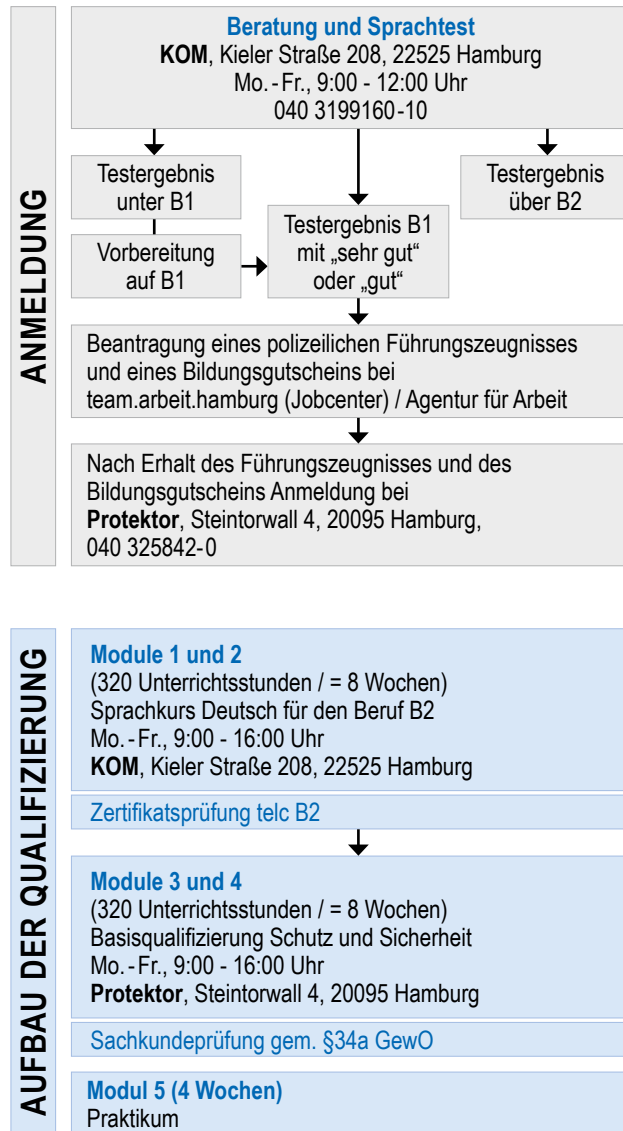 ANMELDUNG
Beratung und Sprachtest
KOM, Kieler Straße 208, 22525 Hamburg
Mo.-Fr., 9:00 - 12:00 Uhr
040 3199160-10
Testergebnis
unter B1
Vorbereitung
auf B1
Testergebnis B1
mit „sehr gut“
oder „gut“
Testergebnis
über B2
Beantragung eines polizeilichen Führungszeugnisses
und eines Bildungsgutscheins bei
team.arbeit.hamburg (Jobcenter) / Agentur für Arbeit
Nach Erhalt des Führungszeugnisses und des
Bildungsgutscheins Anmeldung bei
Protektor, Steintorwall 4, 20095 Hamburg,
040 325842-0
AUFBAU DER QUALIFIZIERUNG
Module 1 und 2
(320 Unterrichtsstunden / = 8 Wochen)
Sprachkurs Deutsch für den Beruf B2
Mo.-Fr., 9:00 - 16:00 Uhr
KOM, Kieler Straße 208, 22525 Hamburg
Zertifikatsprüfung telc B2
Module 3 und 4
(320 Unterrichtsstunden / = 8 Wochen)
Basisqualifizierung Schutz und Sicherheit
Mo.-Fr., 9:00 - 16:00 Uhr
Protektor, Steintorwall 4, 20095 Hamburg
Sachkundeprüfung gem. §34a GewO
Modul 5 (4 Wochen)
Praktikum